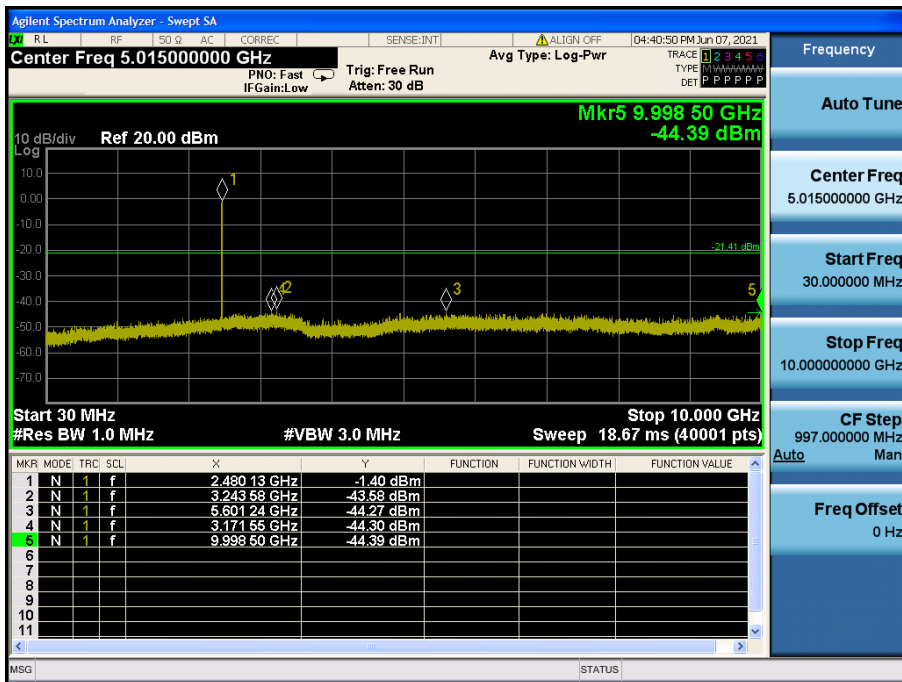 Agilent Spectrum Analyzer - Swept SA
LXI RL RF 50 Ω AC CORREC SENSE:INT ALIGN OFF 04:40:50 PM Jun 07, 2021
Center Freq 5.015000000 GHz
PNO: Fast
IFGain:Low
Trig: Free Run
Atten: 30 dB
Avg Type: Log-Pwr
TRACE 1 2 3 4 5 6
TYPE M WWWWW
DET P P P P P P
Mkr5 9.998 50 GHz
-44.39 dBm
10 dB/div
Log
Ref 20.00 dBm
10.0
0.00
-10.0
-20.0
-30.0
-40.0
-50.0
-60.0
-70.0
1
-21.41 dBm
2
3
5
Start 30 MHz
Stop 10.000 GHz
#Res BW 1.0 MHz
#VBW 3.0 MHz
Sweep 18.67 ms (40001 pts)
MKR MODE TRC SCL X Y FUNCTION FUNCTION WIDTH FUNCTION VALUE
1 N 1 f 2.480 13 GHz -1.40 dBm
2 N 1 f 3.243 58 GHz -43.58 dBm
3 N 1 f 5.601 24 GHz -44.27 dBm
4 N 1 f 3.171 55 GHz -44.30 dBm
5 N 1 f 9.998 50 GHz -44.39 dBm
6
7
8
9
10
11
MSG
STATUS
Frequency
Auto Tune
Center Freq
5.015000000 GHz
Start Freq
30.000000 MHz
Stop Freq
10.000000000 GHz
CF Step
997.000000 MHz
Auto Man
Freq Offset
0 Hz